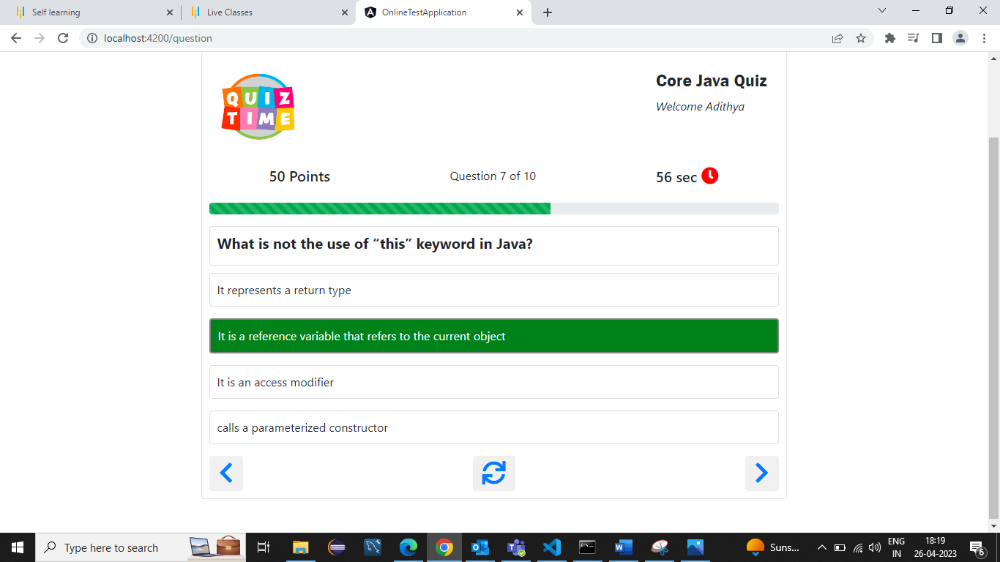 Self learning
Live Classes
OnlineTestApplication
localhost:4200/question
QUIZ
TIME
Core Java Quiz
Welcome Adithya
50 Points
Question 7 of 10
56 sec
What is not the use of “this” keyword in Java?
It represents a return type
It is a reference variable that refers to the current object
It is an access modifier
calls a parameterized constructor
Type here to search
Suns...
ENG
IN
18:19
26-04-2023
6